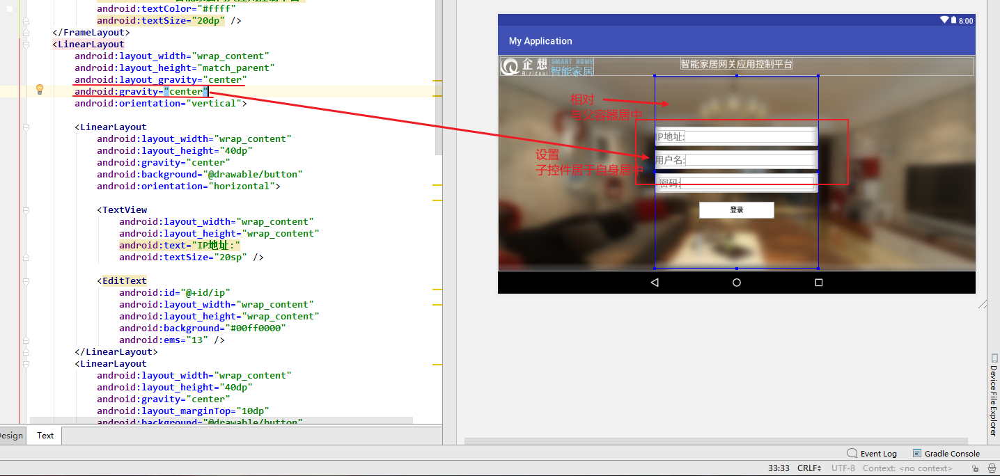 android:textColor="#ffff"
android:textSize="20dp" />
</FrameLayout>
<LinearLayout
android:layout_width="wrap_content"
android:layout_height="match_parent"
android:layout_gravity="center"
android:gravity="center"
android:orientation="vertical">
<LinearLayout
android:layout_width="wrap_content"
android:layout_height="40dp"
android:gravity="center"
android:background="@drawable/button"
android:orientation="horizontal">
<TextView
android:layout_width="wrap_content"
android:layout_height="wrap_content"
android:text="IP地址:"
android:textSize="20sp" />
<EditText
android:id="@+id/ip"
android:layout_width="wrap_content"
android:layout_height="wrap_content"
android:background="#00ff0000"
android:ems="13" />
</LinearLayout>
<LinearLayout
android:layout_width="wrap_content"
android:layout_height="40dp"
android:gravity="center"
android:layout_marginTop="10dp"
android:background="@drawable/button"
Design Text
8:00
My Application
企想 SMART HOME
Bizideal 智能家居
智能家居网关应用控制平台
相对
与父容器居中
IP地址:
设置
用户名:
子控件居于自身居中
密码:
登录
Device File Explorer
Event Log Gradle Console
33:33 CRLF UTF-8 Context: <no context>